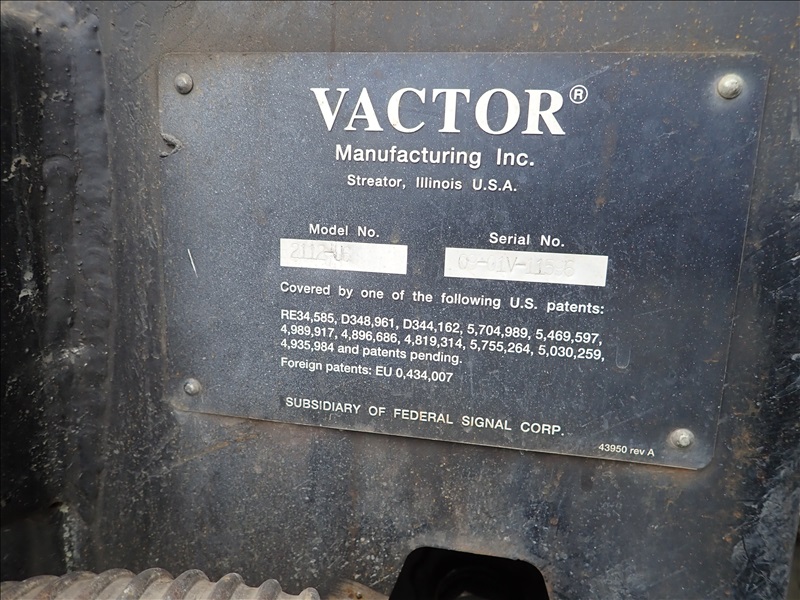 VACTOR®
Manufacturing Inc.
Streator, Illinois U.S.A.
Model No.
Serial No.
Covered by one of the following U.S. patents:
RE34,585, D348,961, D344,162, 5,704,989, 5,469,597,
4,989,917, 4,896,686, 4,819,314, 5,755,264, 5,030,259,
4,935,984 and patents pending.
Foreign patents: EU 0,434,007
SUBSIDIARY OF FEDERAL SIGNAL CORP.
43950 rev A